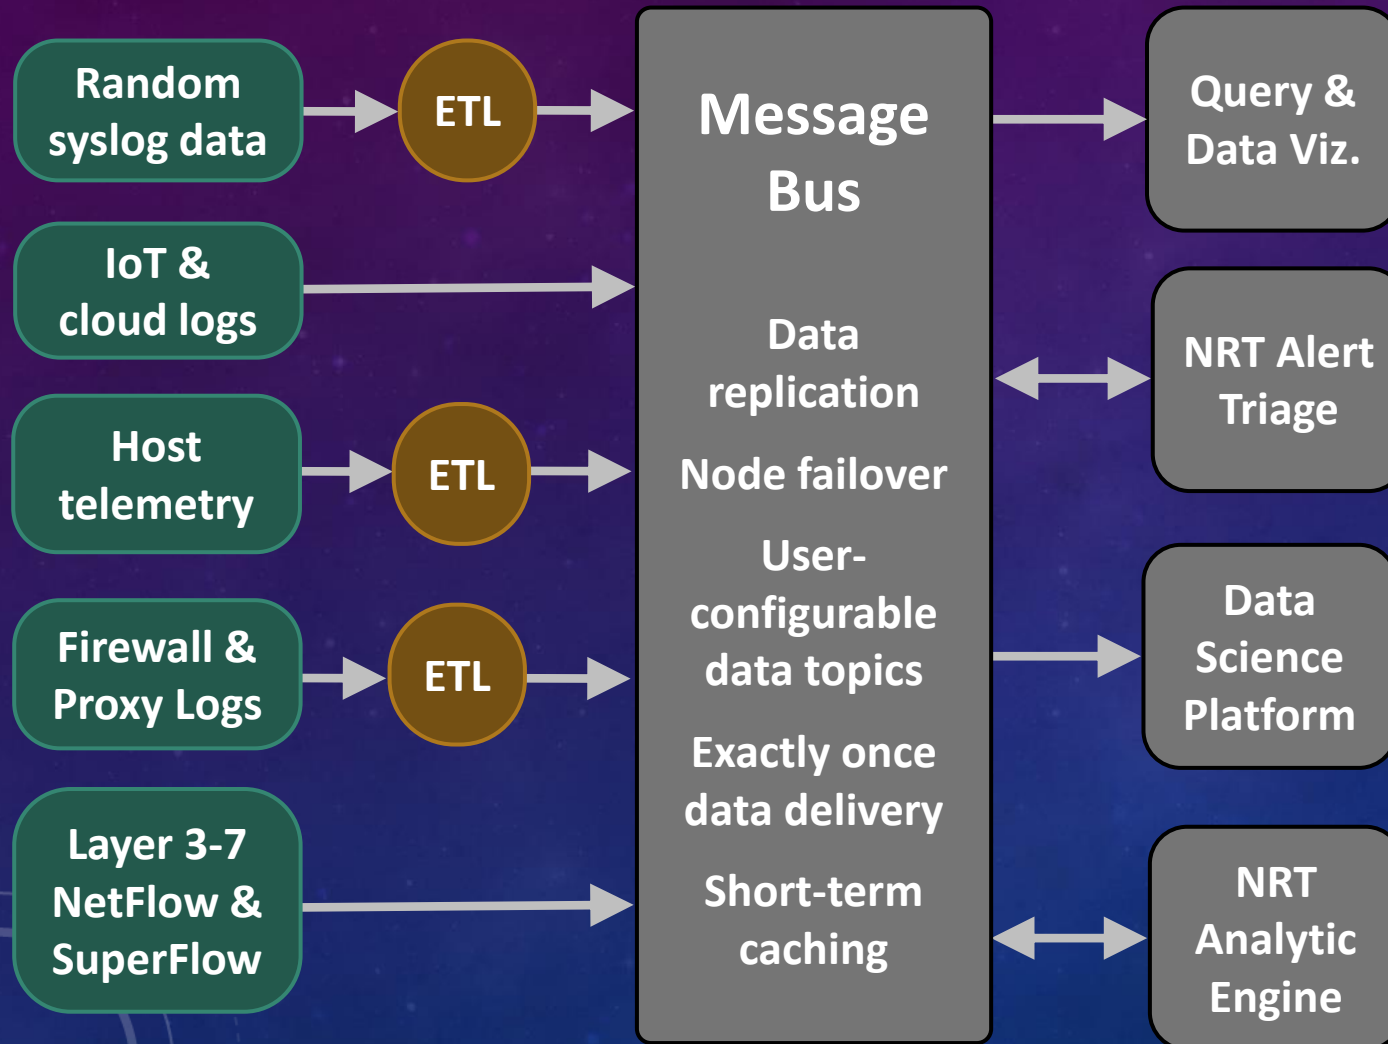 Random
syslog data
ETL
IoT &
cloud logs
Host
telemetry
ETL
Firewall &
Proxy Logs
ETL
Layer 3-7
NetFlow &
SuperFlow
Message
Bus
Data
replication
Node failover
User-
configurable
data topics
Exactly once
data delivery
Short-term
caching
Query &
Data Viz.
NRT Alert
Triage
Data
Science
Platform
NRT
Analytic
Engine